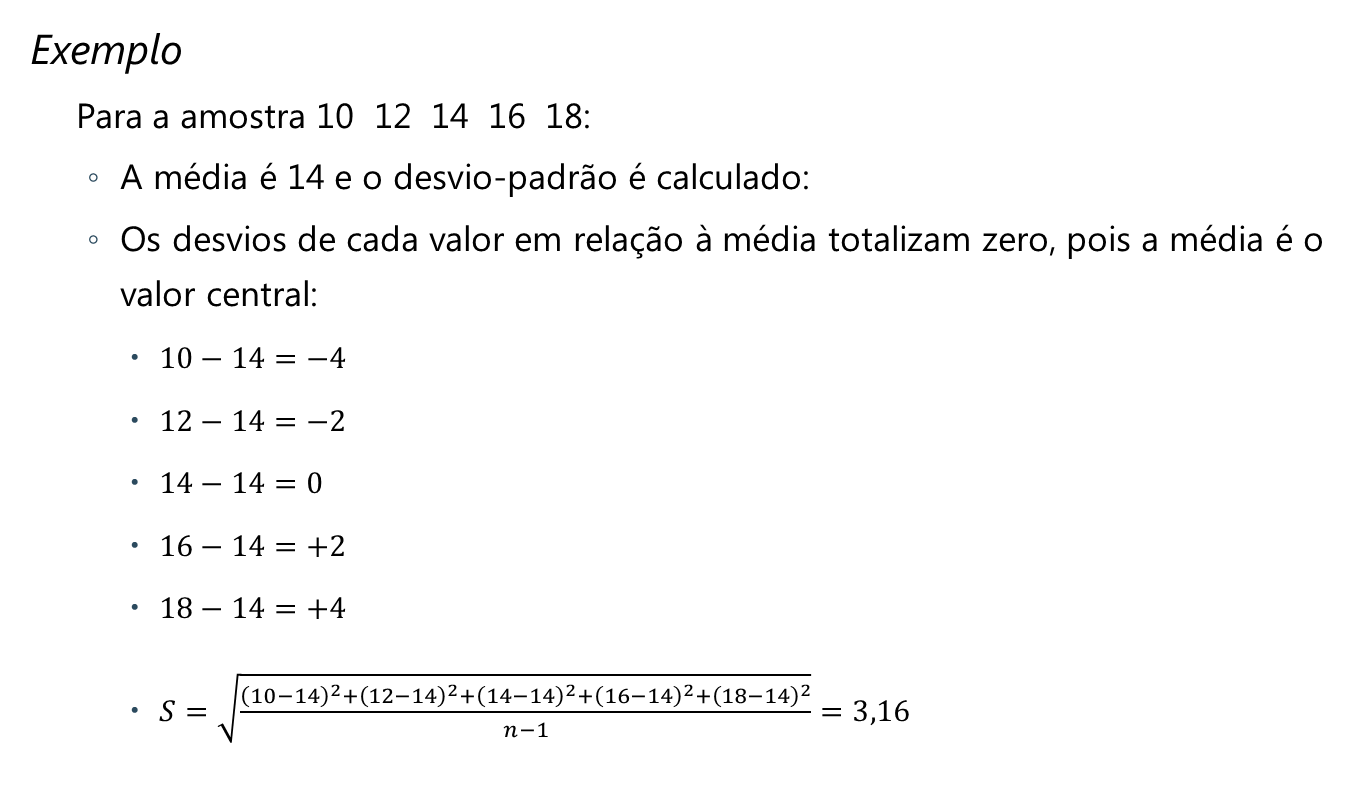 Exemplo
Para a amostra 10 12 14 16 18:
◦ A média é 14 e o desvio-padrão é calculado:
◦ Os desvios de cada valor em relação à média totalizam zero, pois a média é o
valor central:
• 10 − 14 = −4
• 12 − 14 = −2
• 14 − 14 = 0
• 16 − 14 = +2
• 18 − 14 = +4
• S = √((10−14)²+(12−14)²+(14−14)²+(16−14)²+(18−14)² / n−1) = 3,16